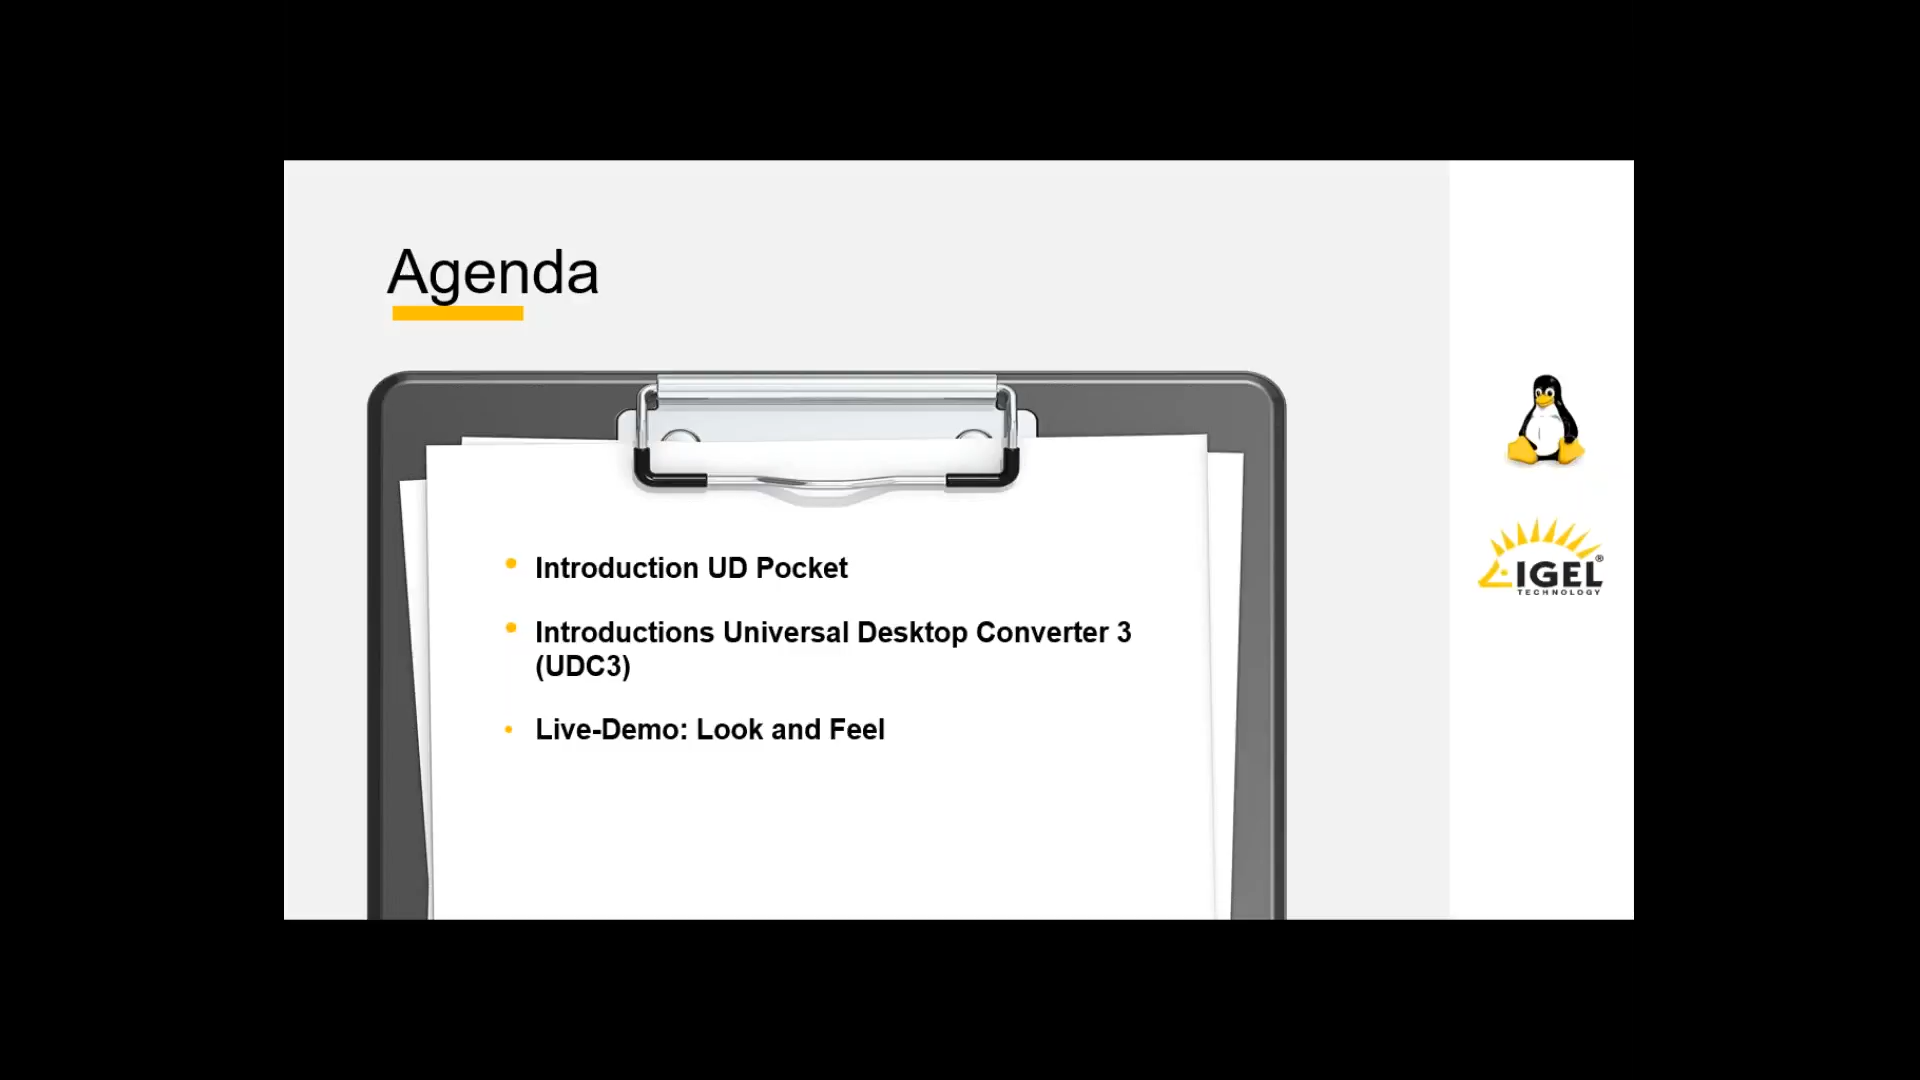 Agenda
• Introduction UD Pocket
• Introductions Universal Desktop Converter 3
(UDC3)
• Live-Demo: Look and Feel
IGEL®
TECHNOLOGY